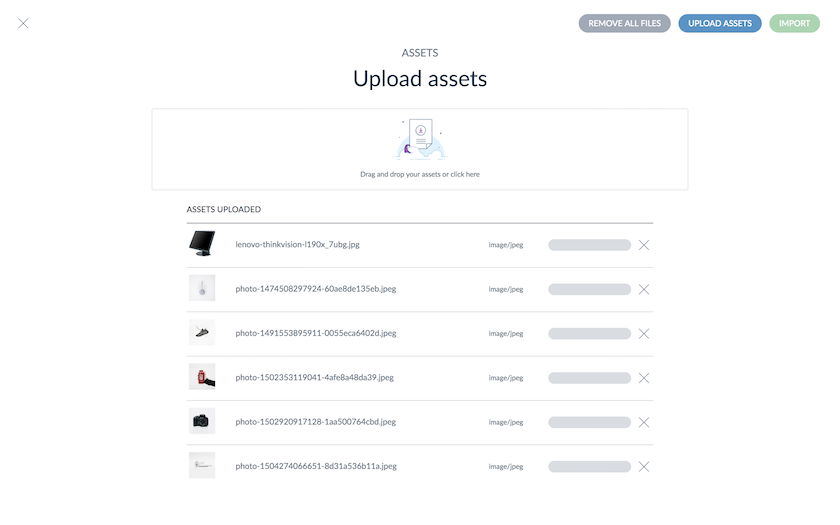 REMOVE ALL FILES UPLOAD ASSETS IMPORT
ASSETS
Upload assets
Drag and drop your assets or click here
ASSETS UPLOADED
lenovo-thinkvision-l190x_7ubg.jpg image/jpeg
photo-1474508297924-60ae8de135eb.jpeg image/jpeg
photo-1491553895911-0055eca6402d.jpeg image/jpeg
photo-1502353119041-4afe8a48da39.jpeg image/jpeg
photo-1502920917128-1aa500764cbd.jpeg image/jpeg
photo-1504274066651-8d31a536b11a.jpeg image/jpeg